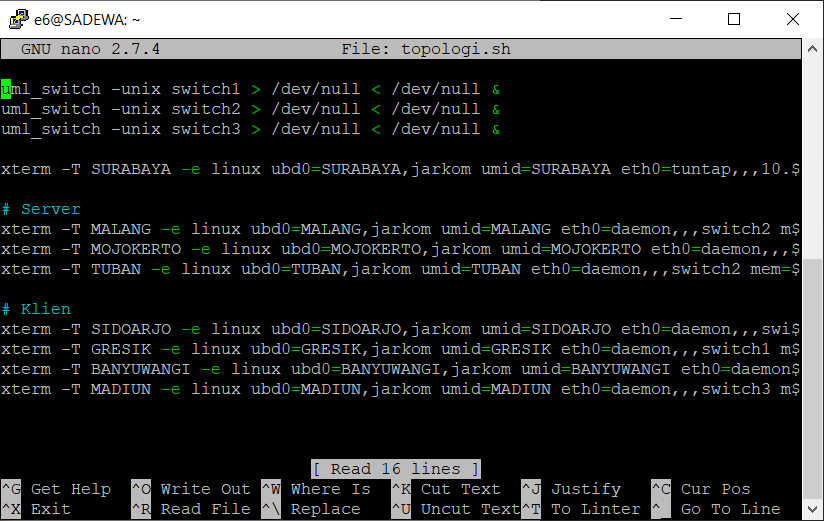 e6@SADEWA: ~
GNU nano 2.7.4 File: topologi.sh
uml_switch -unix switch1 > /dev/null < /dev/null &
uml_switch -unix switch2 > /dev/null < /dev/null &
uml_switch -unix switch3 > /dev/null < /dev/null &
xterm -T SURABAYA -e linux ubd0=SURABAYA,jarkom umid=SURABAYA eth0=tuntap,,,10.$
# Server
xterm -T MALANG -e linux ubd0=MALANG,jarkom umid=MALANG eth0=daemon,,,switch2 m$
xterm -T MOJOKERTO -e linux ubd0=MOJOKERTO,jarkom umid=MOJOKERTO eth0=daemon,,,$
xterm -T TUBAN -e linux ubd0=TUBAN,jarkom umid=TUBAN eth0=daemon,,,switch2 mem=$
# Klien
xterm -T SIDOARJO -e linux ubd0=SIDOARJO,jarkom umid=SIDOARJO eth0=daemon,,,swi$
xterm -T GRESIK -e linux ubd0=GRESIK,jarkom umid=GRESIK eth0=daemon,,,switch1 m$
xterm -T BANYUWANGI -e linux ubd0=BANYUWANGI,jarkom umid=BANYUWANGI eth0=daemon$
xterm -T MADIUN -e linux ubd0=MADIUN,jarkom umid=MADIUN eth0=daemon,,,switch3 m$
[ Read 16 lines ]
^G Get Help ^O Write Out ^W Where Is ^K Cut Text ^J Justify ^C Cur Pos
^X Exit ^R Read File ^\ Replace ^U Uncut Text ^T To Linter ^_ Go To Line